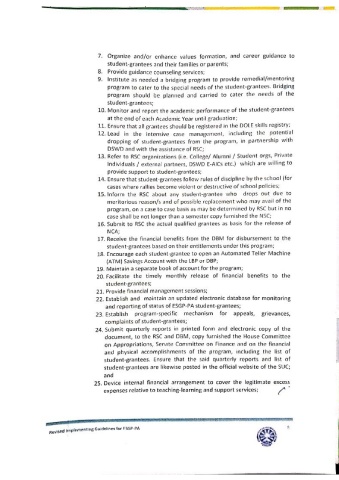 7. Organize and/or enhance values formation, and career guidance to
student-grantees and their families or parents;
8. Provide guidance counseling services;
9. Institute as needed a bridging program to provide remedial/mentoring
program to cater to the special needs of the student-grantees. Bridging
program should be planned and carried to cater the needs of the
student-grantees;
10. Monitor and report the academic performance of the student-grantees
at the end of each Academic Year until graduation;
11. Ensure that all grantees should be registered in the DOLE skills registry;
12. Lead in the intensive case management, including the potential
dropping of student-grantees from the program, in partnership with
DSWD and with the assistance of RSC;
13. Refer to RSC organizations (i.e. College/ Alumni / Student orgs, Private
Individuals / external partners, DSWD E-AICs etc.) which are willing to
provide support to student-grantees;
14. Ensure that student-grantees follow rules of discipline by the school (for
cases where rallies become violent or destructive of school policies;
15. Inform the RSC about any student-grantee who drops out due to
meritorious reason/s and of possible replacement who may avail of the
program, on a case to case basis as may be determined by RSC but in no
case shall be not longer than a semester copy furnished the NSC;
16. Submit to RSC the actual qualified grantees as basis for the release of
NCA;
17. Receive the financial benefits from the DBM for disbursement to the
student-grantees based on their entitlements under this program;
18. Encourage each student-grantee to open an Automated Teller Machine
(ATM) Savings Account with the LBP or DBP;
19. Maintain a separate book of account for the program;
20. Facilitate the timely monthly release of financial benefits to the
student-grantees;
21. Provide financial management sessions;
22. Establish and maintain an updated electronic database for monitoring
and reporting of status of ESGP-PA student-grantees;
23. Establish program-specific mechanism for appeals, grievances,
complaints of student-grantees;
24. Submit quarterly reports in printed form and electronic copy of the
document, to the RSC and DBM, copy furnished the House Committee
on Appropriations, Senate Committee on Finance and on the financial
and physical accomplishments of the program, including the list of
student-grantees. Ensure that the said quarterly reports and list of
student-grantees are likewise posted in the official website of the SUC;
and
25. Device internal financial arrangement to cover the legitimate excess
expenses relative to teaching-learning and support services;
Revised Implementing Guidelines for ESGP-PA